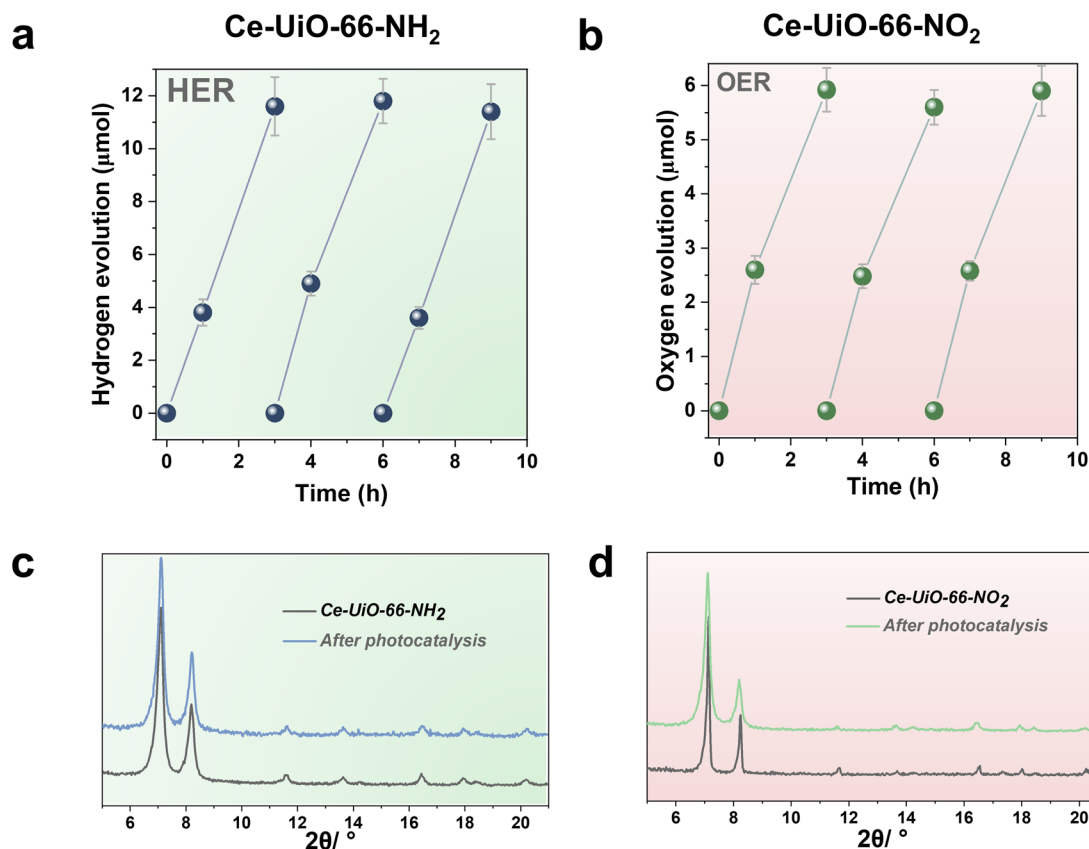 a
Ce-UiO-66-NH₂
HER
Hydrogen evolution (μmol)
12
10
8
6
4
2
0
0 2 4 6 8 10
Time (h)
b
Ce-UiO-66-NO₂
OER
Oxygen evolution (μmol)
6
5
4
3
2
1
0
0 2 4 6 8 10
Time (h)
c
Ce-UiO-66-NH₂
After photocatalysis
6 8 10 12 14 16 18 20
2θ/ °
d
Ce-UiO-66-NO₂
After photocatalysis
6 8 10 12 14 16 18 20
2θ/ °